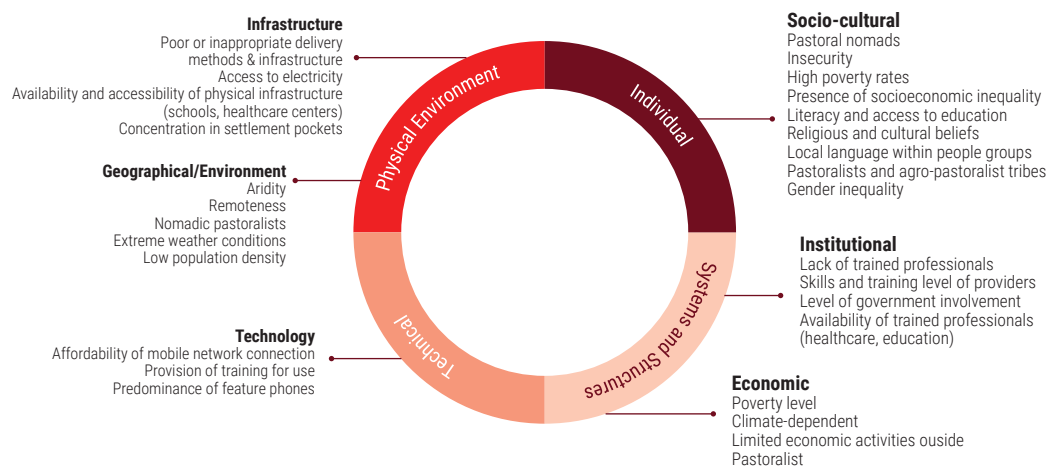 Infrastructure
Poor or inappropriate delivery
methods & infrastructure
Access to electricity
Availability and accessibility of physical infrastructure
(schools, healthcare centers)
Concentration in settlement pockets
Geographical/Environment
Aridity
Remoteness
Nomadic pastoralists
Extreme weather conditions
Low population density
Technology
Affordability of mobile network connection
Provision of training for use
Predominance of feature phones
Physical Environment
Individual
Technical
Systems and Structures
Socio-cultural
Pastoral nomads
Insecurity
High poverty rates
Presence of socioeconomic inequality
Literacy and access to education
Religious and cultural beliefs
Local language within people groups
Pastoralists and agro-pastoralist tribes
Gender inequality
Institutional
Lack of trained professionals
Skills and training level of providers
Level of government involvement
Availability of trained professionals
(healthcare, education)
Economic
Poverty level
Climate-dependent
Limited economic activities ouside
Pastoralist